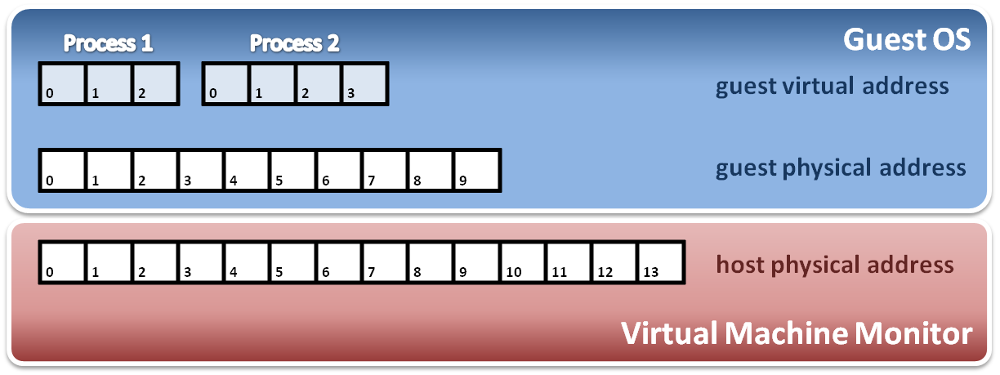 Process 1 Process 2 Guest OS
0 1 2 0 1 2 3 guest virtual address
0 1 2 3 4 5 6 7 8 9 guest physical address
0 1 2 3 4 5 6 7 8 9 10 11 12 13 host physical address
Virtual Machine Monitor